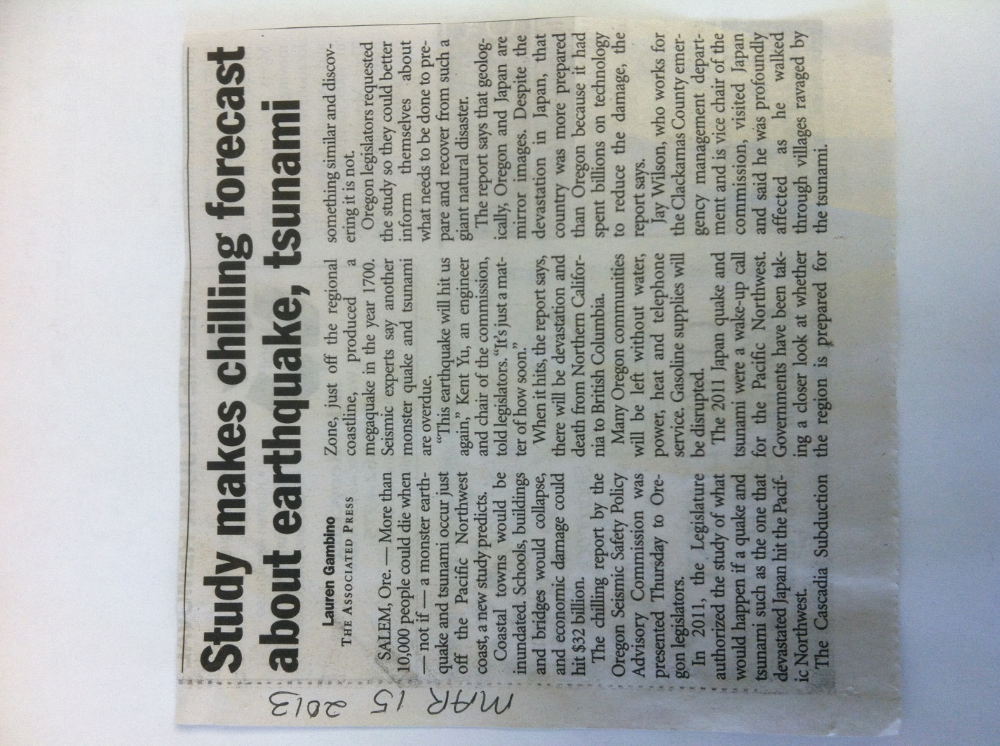 Study makes chilling forecast
about earthquake, tsunami
Lauren Gambino
THE ASSOCIATED PRESS
SALEM, Ore. — More than
10,000 people could die when
— not if — a monster earth-
quake and tsunami occur just
off the Pacific Northwest
coast, a new study predicts.
Coastal towns would be
inundated. Schools, buildings
and bridges would collapse,
and economic damage could
hit $32 billion.
The chilling report by the
Oregon Seismic Safety Policy
Advisory Commission was
presented Thursday to Ore-
gon legislators.
In 2011, the Legislature
authorized the study of what
would happen if a quake and
tsunami such as the one that
devastated Japan hit the Pacif-
ic Northwest.
The Cascadia Subduction
Zone, just off the regional
coastline, produced a
megaquake in the year 1700.
Seismic experts say another
monster quake and tsunami
are overdue.
"This earthquake will hit us
again," Kent Yu, an engineer
and chair of the commission,
told legislators. "It's just a mat-
ter of how soon."
When it hits, the report says,
there will be devastation and
death from Northern Califor-
nia to British Columbia.
Many Oregon communities
will be left without water,
power, heat and telephone
service. Gasoline supplies will
be disrupted.
The 2011 Japan quake and
tsunami were a wake-up call
for the Pacific Northwest.
Governments have been tak-
ing a closer look at whether
the region is prepared for
something similar and discov-
ering it is not.
Oregon legislators requested
the study so they could better
inform themselves about
what needs to be done to pre-
pare and recover from such a
giant natural disaster.
The report says that geolog-
ically, Oregon and Japan are
mirror images. Despite the
devastation in Japan, that
country was more prepared
than Oregon because it had
spent billions on technology
to reduce the damage, the
report says.
Jay Wilson, who works for
the Clackamas County emer-
gency management depart-
ment and is vice chair of the
commission, visited Japan
and said he was profoundly
affected as he walked
through villages ravaged by
the tsunami.
MAR 15 2013